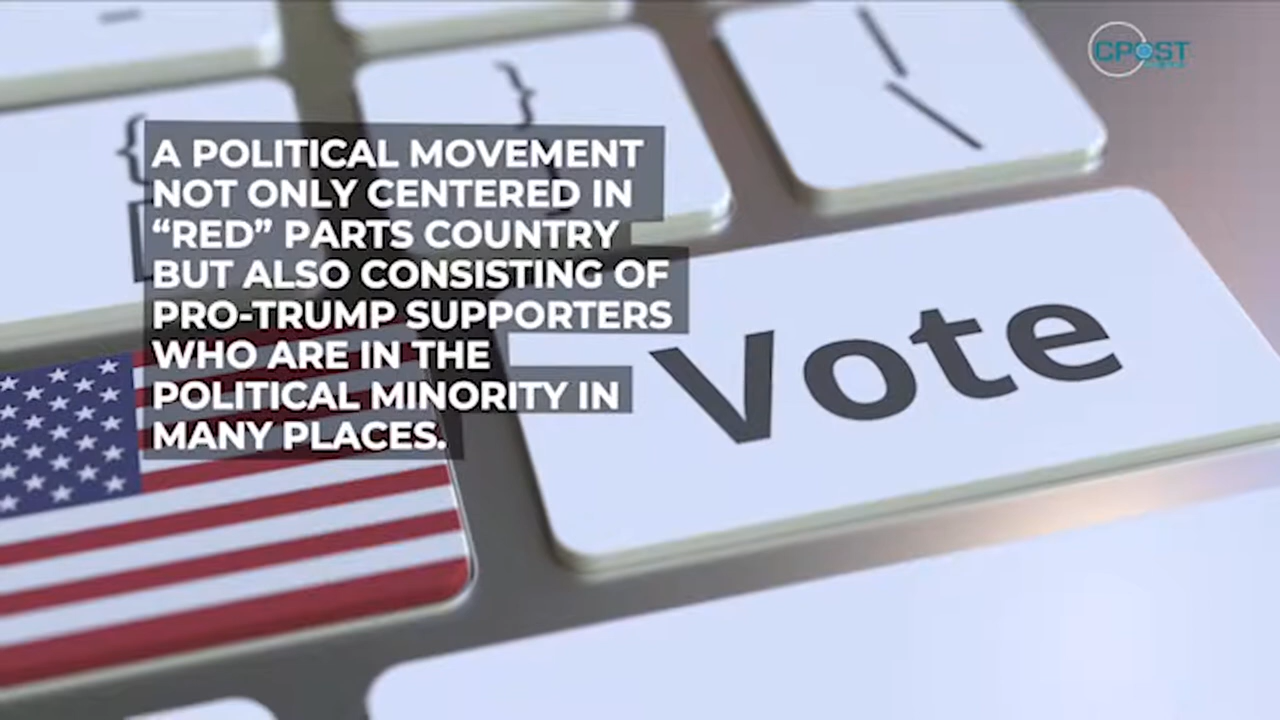 CPOST
A POLITICAL MOVEMENT
NOT ONLY CENTERED IN
“RED” PARTS COUNTRY
BUT ALSO CONSISTING OF
PRO-TRUMP SUPPORTERS
WHO ARE IN THE
POLITICAL MINORITY IN
MANY PLACES.
Vote